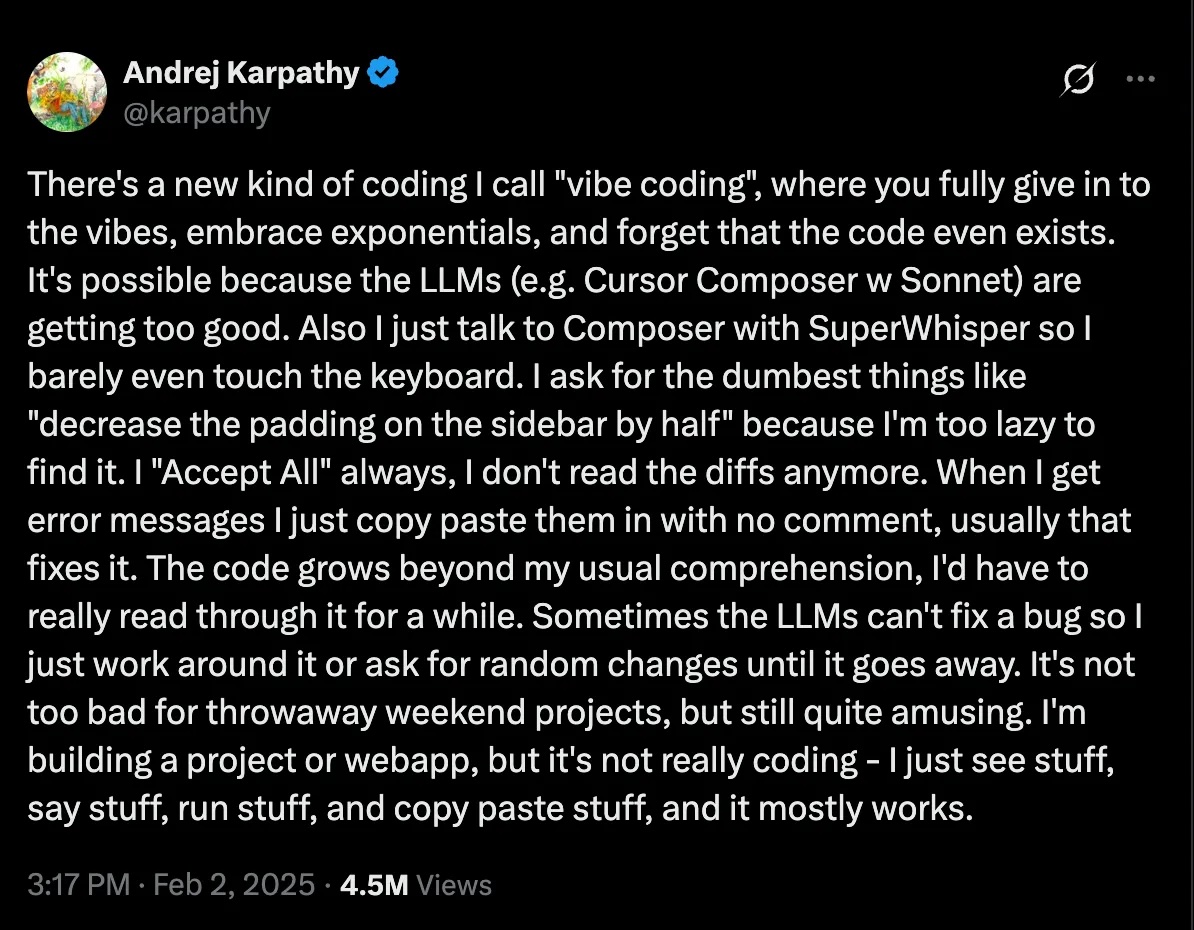 Andrej Karpathy
@karpathy
There's a new kind of coding I call "vibe coding", where you fully give in to
the vibes, embrace exponentials, and forget that the code even exists.
It's possible because the LLMs (e.g. Cursor Composer w Sonnet) are
getting too good. Also I just talk to Composer with SuperWhisper so I
barely even touch the keyboard. I ask for the dumbest things like
"decrease the padding on the sidebar by half" because I'm too lazy to
find it. I "Accept All" always, I don't read the diffs anymore. When I get
error messages I just copy paste them in with no comment, usually that
fixes it. The code grows beyond my usual comprehension, I'd have to
really read through it for a while. Sometimes the LLMs can't fix a bug so I
just work around it or ask for random changes until it goes away. It's not
too bad for throwaway weekend projects, but still quite amusing. I'm
building a project or webapp, but it's not really coding - I just see stuff,
say stuff, run stuff, and copy paste stuff, and it mostly works.
3:17 PM · Feb 2, 2025 · 4.5M Views